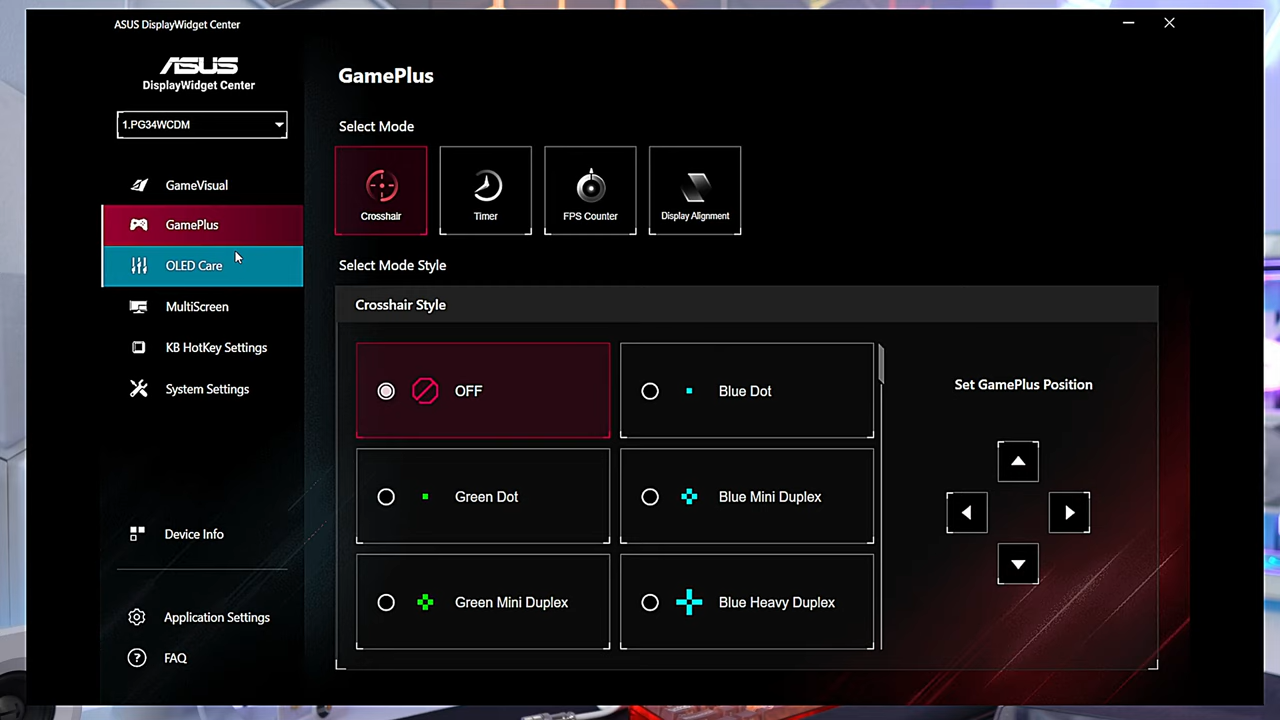 ASUS DisplayWidget Center
ASUS
DisplayWidget Center
1.PG34WCDM
GameVisual
GamePlus
OLED Care
MultiScreen
KB HotKey Settings
System Settings
Device Info
Application Settings
? FAQ
GamePlus
Select Mode
Crosshair
Timer
FPS Counter
Display Alignment
Select Mode Style
Crosshair Style
OFF
Blue Dot
Green Dot
Blue Mini Duplex
Green Mini Duplex
Blue Heavy Duplex
Set GamePlus Position